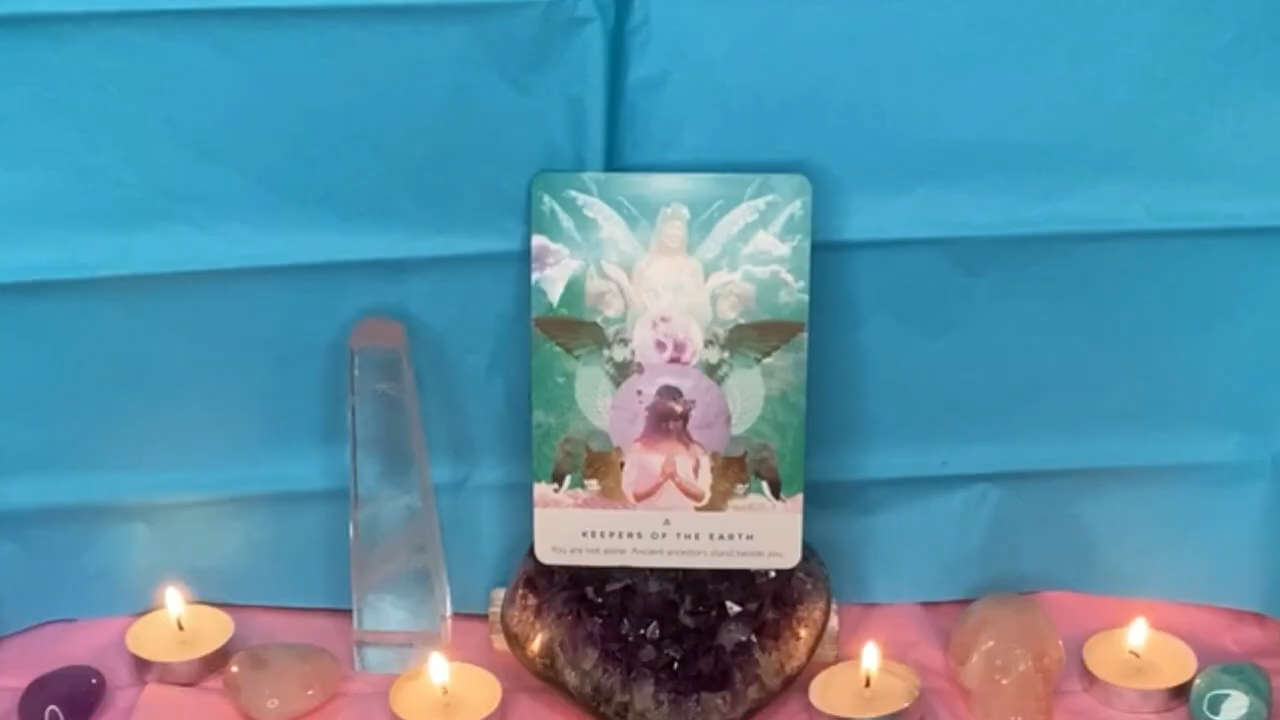 KEEPERS OF THE EARTH
You are not alone. Ancient ancestors stand beside you.